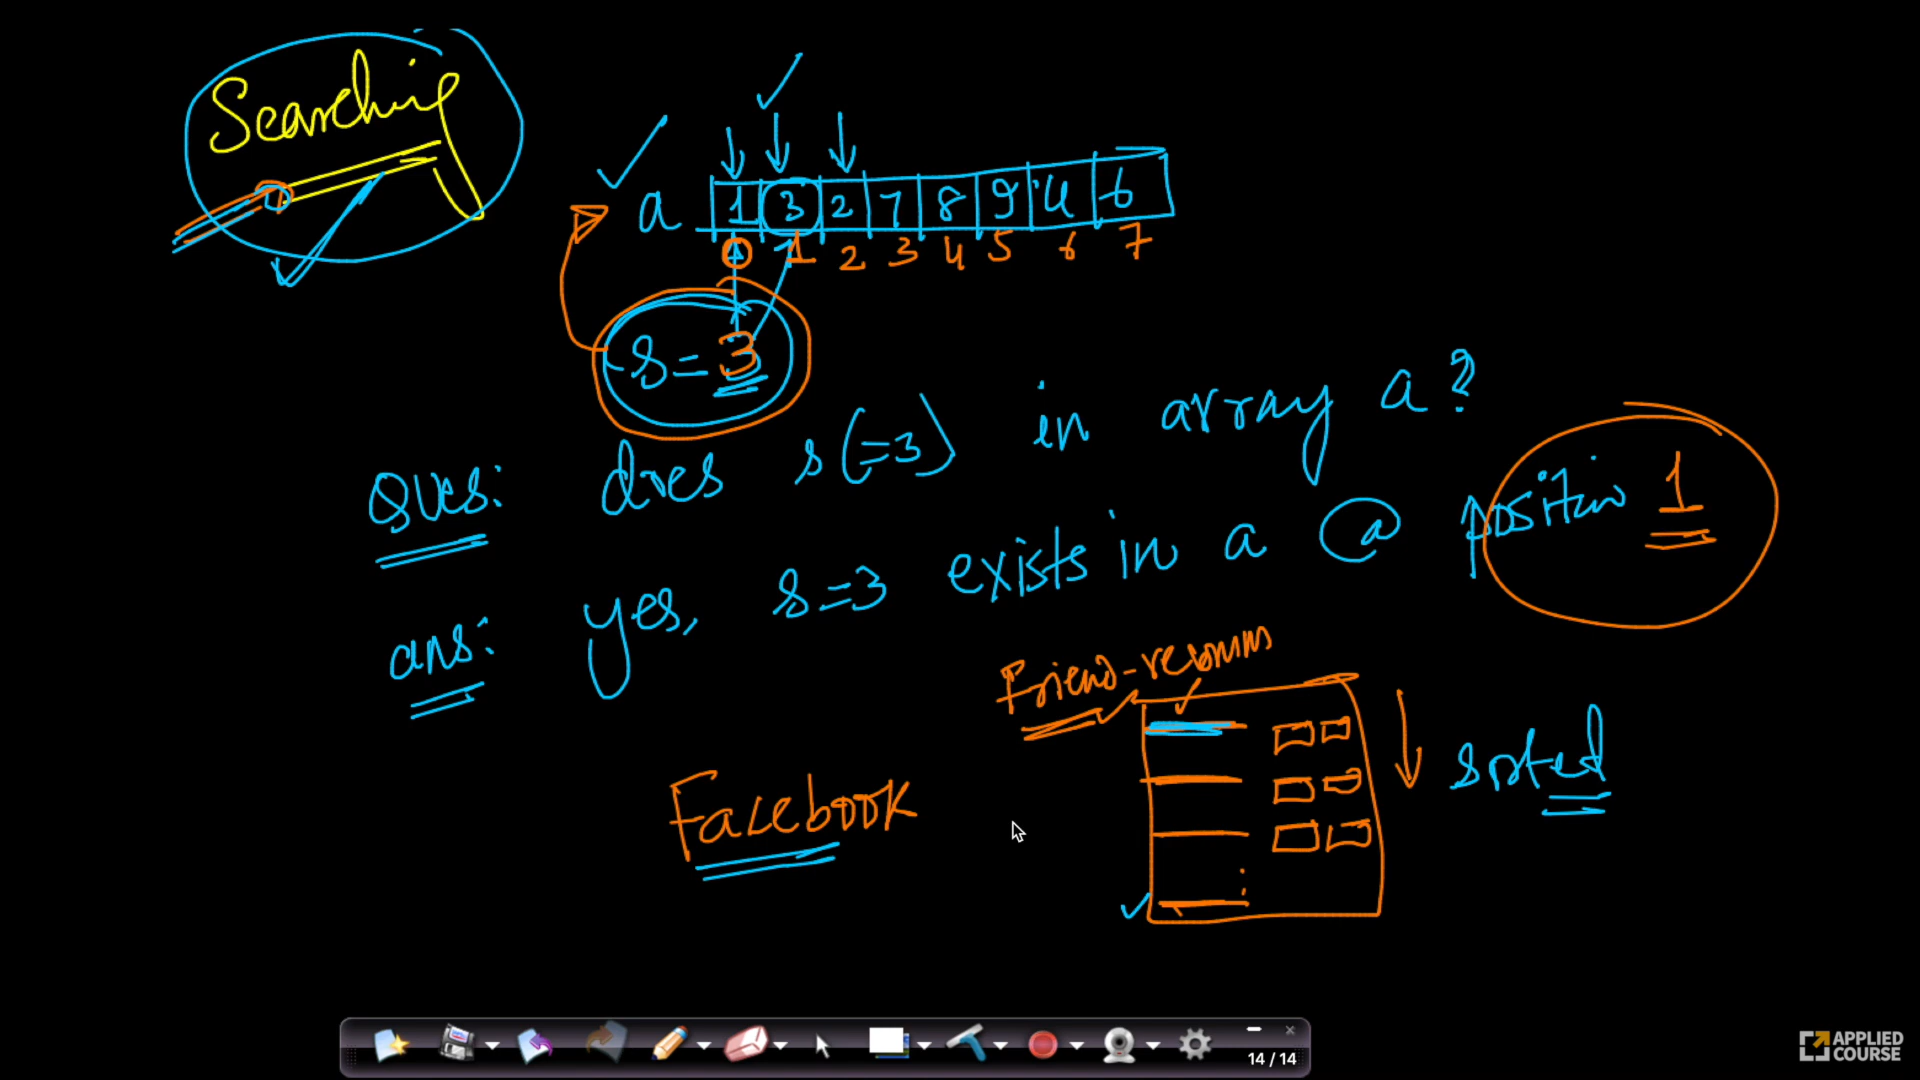 Searching
a 1 3 2 7 8 9 4 6
0 1 2 3 4 5 6 7
s = 3
Ques: does s(=3) in array a?
ans: yes, s=3 exists in a @ position 1
Friend-recomm
Facebook
sorted
14 / 14
APPLIED
COURSE